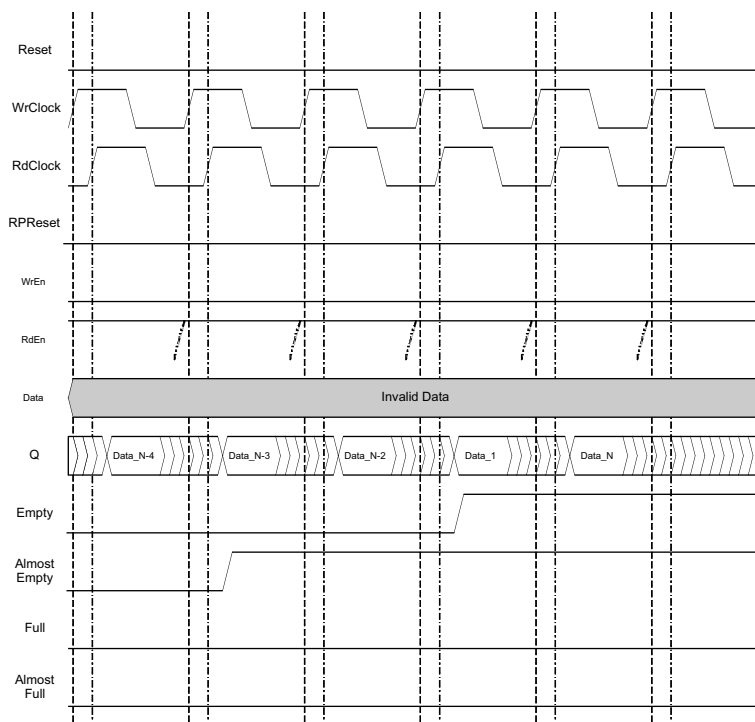 Reset
WrClock
RdClock
RPReset
WrEn
RdEn
Data
Invalid Data
Q
Data_N-4
Data_N-3
Data_N-2
Data_1
Data_N
Empty
Almost
Empty
Full
Almost
Full